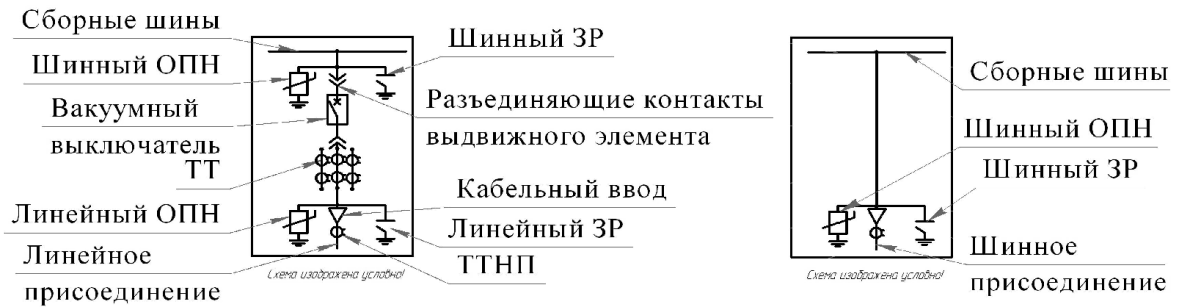 Сборные шины
Шинный ОПН
Вакуумный
выключатель
ТТ
Линейный ОПН
Линейное
присоединение
Шинный ЗР
Разъединяющие контакты
выдвижного элемента
Кабельный ввод
Линейный ЗР
ТТНП
Схема изображена условно!
Сборные шины
Шинный ОПН
Шинный ЗР
Шинное
присоединение
Схема изображена условно!